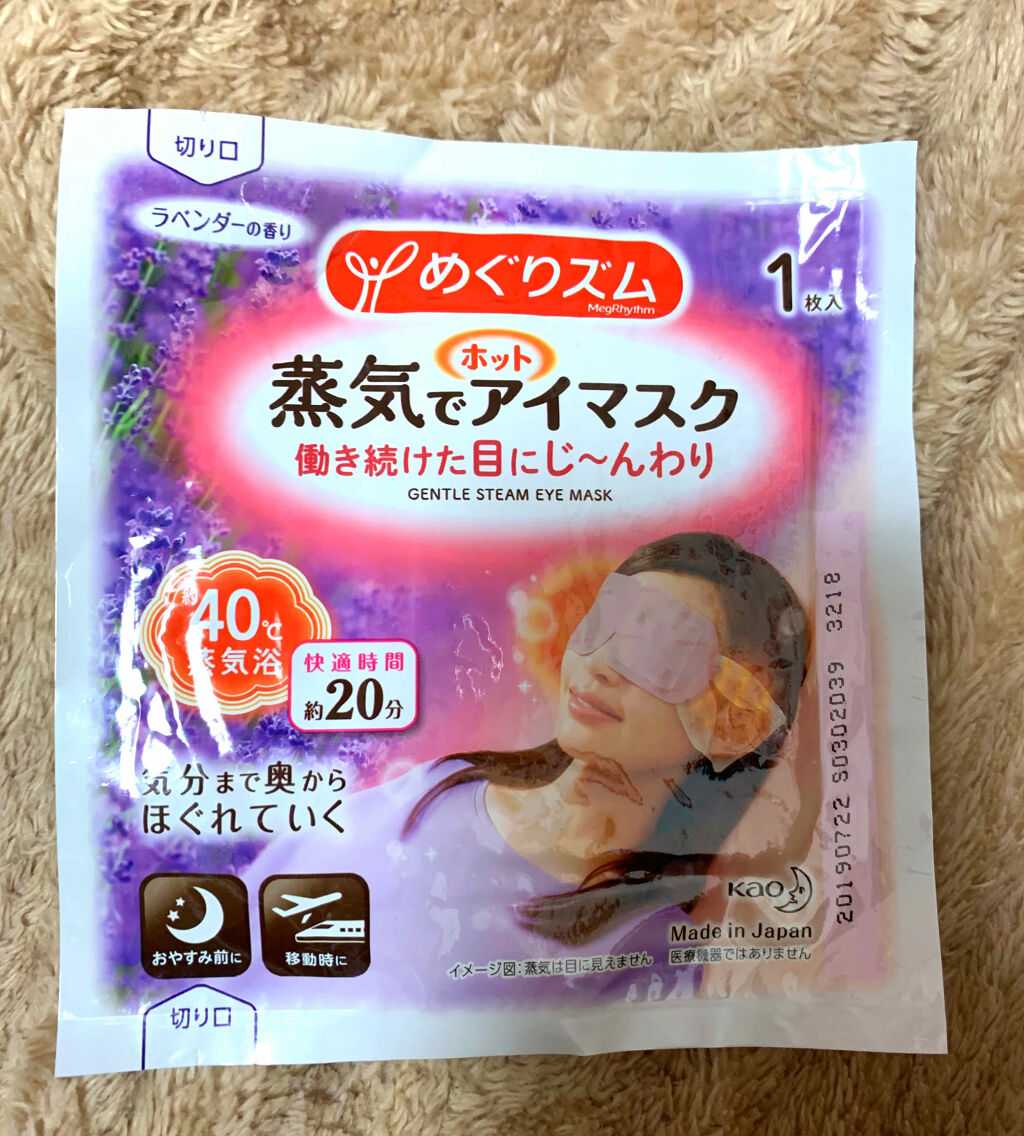 切り口
ラベンダーの香り
めぐりズム
MegRhythm
1枚入
ホット
蒸気でアイマスク
働き続けた目にじ～んわり
GENTLE STEAM EYE MASK
約40℃
蒸気浴
快適時間
約20分
気分まで奥から
ほぐれていく
おやすみ前に
移動時に
イメージ図：蒸気は目に見えません
Kao
Made in Japan
医療機器ではありません
20190722 S0302039 3218
切り口